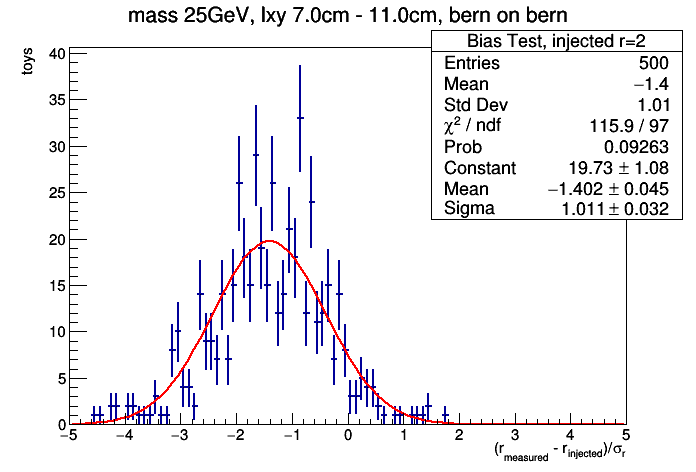 mass 25GeV, lxy 7.0cm - 11.0cm, bern on bern
Bias Test, injected r=2
Entries 500
Mean −1.4
Std Dev 1.01
χ² / ndf 115.9 / 97
Prob 0.09263
Constant 19.73 ± 1.08
Mean −1.402 ± 0.045
Sigma 1.011 ± 0.032
toys
40
35
30
25
20
15
10
5
0
−5 −4 −3 −2 −1 0 1 2 3 4 5
(r_measured - r_injected)/σ_r